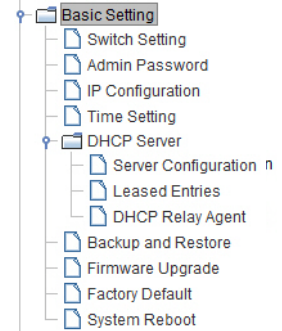 Basic Setting
Switch Setting
Admin Password
IP Configuration
Time Setting
DHCP Server
Server Configuration n
Leased Entries
DHCP Relay Agent
Backup and Restore
Firmware Upgrade
Factory Default
System Reboot